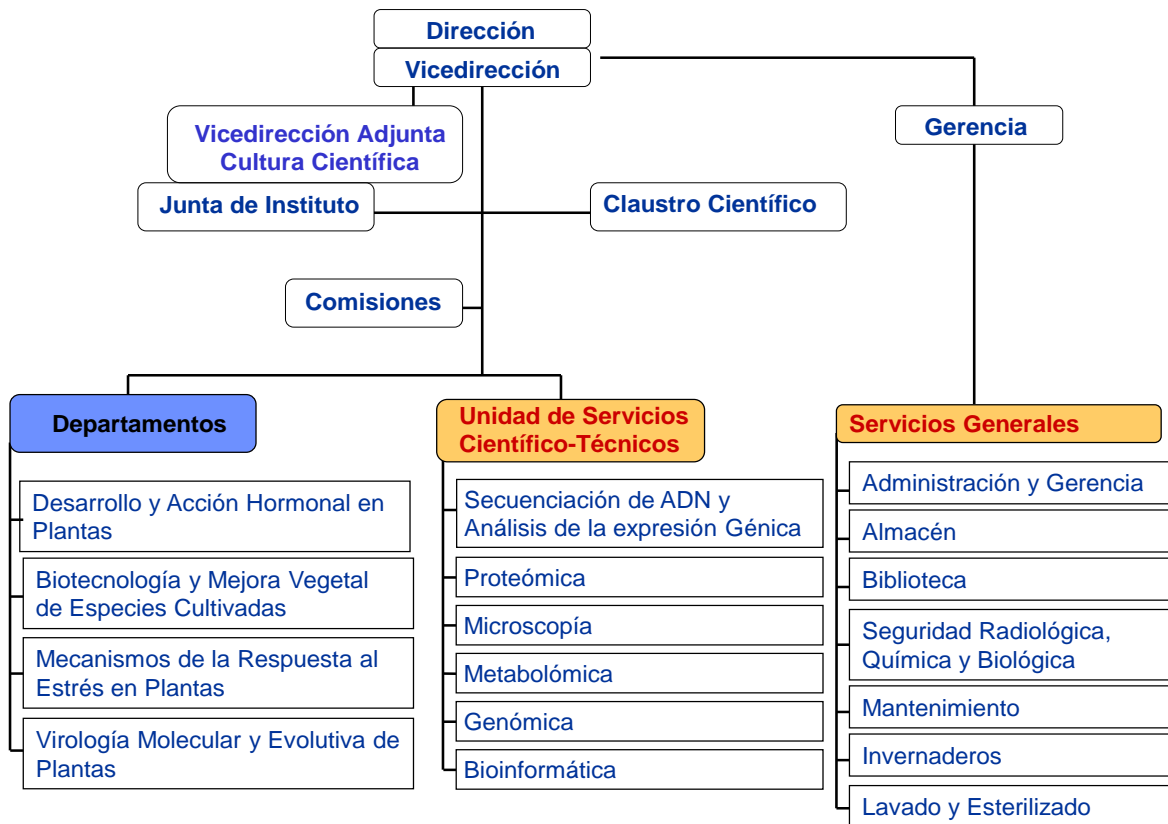 Dirección
Vicedirección
Vicedirección Adjunta
Cultura Científica
Gerencia
Junta de Instituto
Claustro Científico
Comisiones
Departamentos
Desarrollo y Acción Hormonal en
Plantas
Biotecnología y Mejora Vegetal
de Especies Cultivadas
Mecanismos de la Respuesta al
Estrés en Plantas
Virología Molecular y Evolutiva de
Plantas
Unidad de Servicios
Científico-Técnicos
Secuenciación de ADN y
Análisis de la expresión Génica
Proteómica
Microscopía
Metabolómica
Genómica
Bioinformática
Servicios Generales
Administración y Gerencia
Almacén
Biblioteca
Seguridad Radiológica,
Química y Biológica
Mantenimiento
Invernaderos
Lavado y Esterilizado